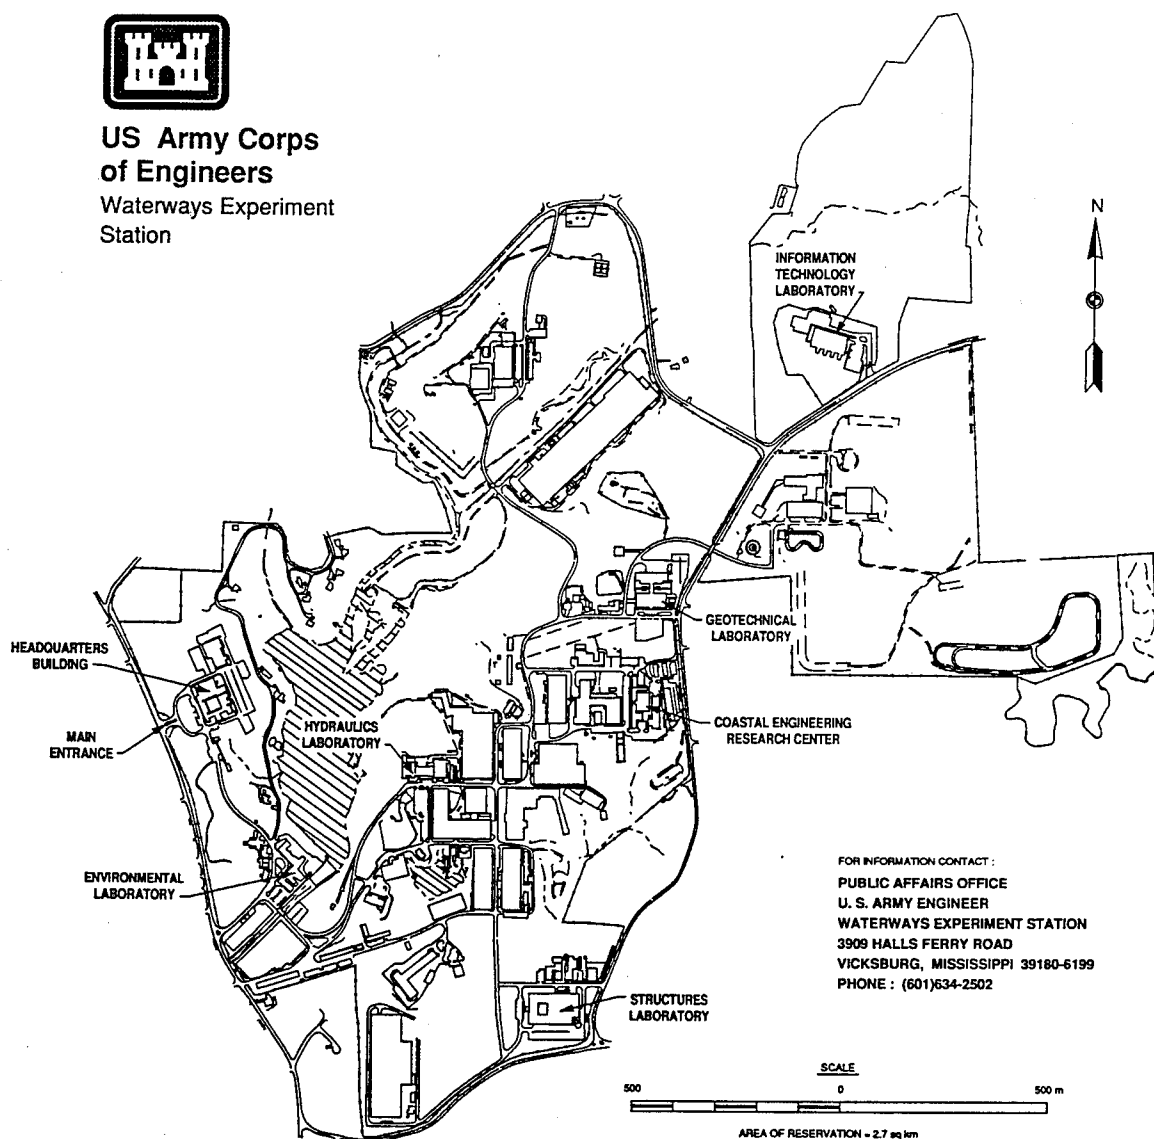 US Army Corps
of Engineers
Waterways Experiment
Station
N
INFORMATION
TECHNOLOGY
LABORATORY
GEOTECHNICAL
LABORATORY
HEADQUARTERS
BUILDING
MAIN
ENTRANCE
HYDRAULICS
LABORATORY
COASTAL ENGINEERING
RESEARCH CENTER
ENVIRONMENTAL
LABORATORY
STRUCTURES
LABORATORY
FOR INFORMATION CONTACT :
PUBLIC AFFAIRS OFFICE
U. S. ARMY ENGINEER
WATERWAYS EXPERIMENT STATION
3909 HALLS FERRY ROAD
VICKSBURG, MISSISSIPPI 39180-6199
PHONE : (601)634-2502
SCALE
500 0 500 m
AREA OF RESERVATION = 2.7 sq km